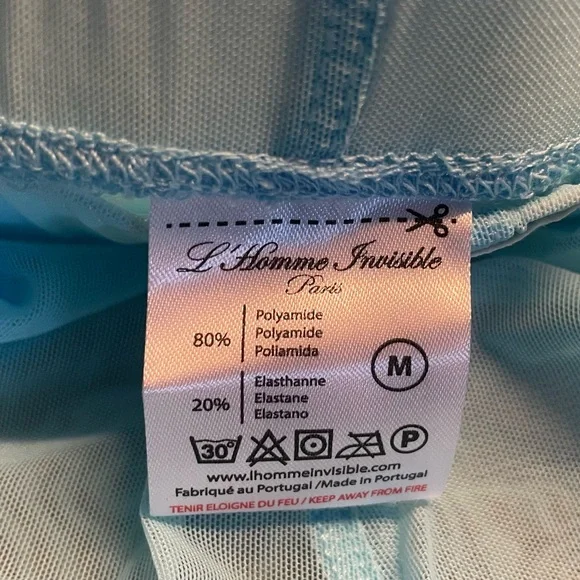 L'Homme Invisible
Paris
80%
Polyamide
Polyamide
Poliamida
M
20%
Elasthanne
Elastane
Elastano
30°
P
www.lhommeinvisible.com
Fabriqué au Portugal /Made in Portugal
TENIR ELOIGNE DU FEU / KEEP AWAY FROM FIRE